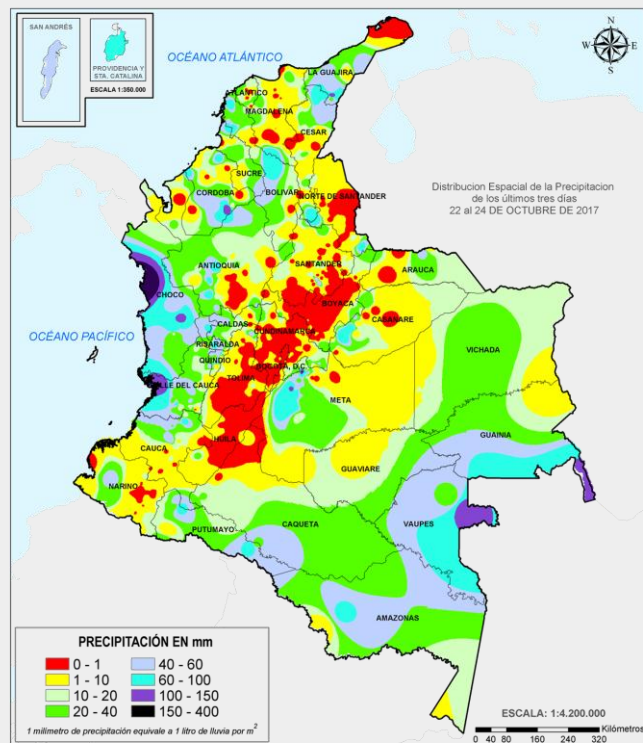 SAN ANDRÉS
PROVIDENCIA Y
STA. CATALINA
ESCALA 1:350.000
OCÉANO ATLÁNTICO
N
W
E
S
LA GUAJIRA
ATLÁNTICO
MAGDALENA
CESAR
SUCRE
CORDOBA
BOLIVAR
NORTE DE SANTANDER
Distribucion Espacial de la Precipitacion
de los últimos tres días
22 al 24 DE OCTUBRE DE 2017
ANTIOQUIA
SANTANDER
ARAUCA
CHOCO
BOYACA
OCÉANO PACÍFICO
CALDAS
CUNDINAMARCA
CASANARE
RISARALDA
VICHADA
QUINDIO
BOGOTA, D.C.
TOLIMA
VALLE DEL CAUCA
META
GUAINIA
HUILA
CAUCA
GUAVIARE
NARIÑO
PUTUMAYO
CAQUETA
VAUPES
AMAZONAS
PRECIPITACIÓN EN mm
0 - 1 40 - 60
1 - 10 60 - 100
10 - 20 100 - 150
20 - 40 150 - 400
1 milimetro de precipitación equivale a 1 litro de lluvia por m²
ESCALA: 1:4.200.000
Kilómetros
0 40 80 160 240 320